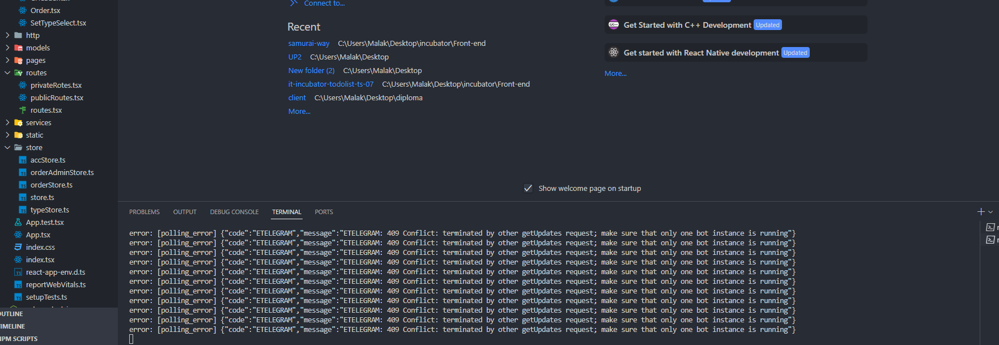 Order.tsx
SetTypeSelect.tsx
http
models
pages
routes
privateRotes.tsx
publicRoutes.tsx
routes.tsx
services
static
store
accStore.ts
orderAdminStore.ts
orderStore.ts
store.ts
typeStore.ts
App.test.tsx
App.tsx
index.css
index.tsx
react-app-env.d.ts
reportWebVitals.ts
setupTests.ts
OUTLINE
TIMELINE
NPM SCRIPTS
Connect to...
Recent
samurai-way C:\Users\Malak\Desktop\incubator\Front-end
UP2 C:\Users\Malak\Desktop
New folder (2) C:\Users\Malak\Desktop
it-incubator-todolist-ts-07 C:\Users\Malak\Desktop\incubator\Front-end
client C:\Users\Malak\Desktop\diploma
More...
Updated
C/C++ Get Started with C++ Development Updated
Get started with React Native development Updated
More...
Show welcome page on startup
PROBLEMS OUTPUT DEBUG CONSOLE TERMINAL PORTS
error: [polling_error] {"code":"ETELEGRAM","message":"ETELEGRAM: 409 Conflict: terminated by other getUpdates request; make sure that only one bot instance is running"}
error: [polling_error] {"code":"ETELEGRAM","message":"ETELEGRAM: 409 Conflict: terminated by other getUpdates request; make sure that only one bot instance is running"}
error: [polling_error] {"code":"ETELEGRAM","message":"ETELEGRAM: 409 Conflict: terminated by other getUpdates request; make sure that only one bot instance is running"}
error: [polling_error] {"code":"ETELEGRAM","message":"ETELEGRAM: 409 Conflict: terminated by other getUpdates request; make sure that only one bot instance is running"}
error: [polling_error] {"code":"ETELEGRAM","message":"ETELEGRAM: 409 Conflict: terminated by other getUpdates request; make sure that only one bot instance is running"}
error: [polling_error] {"code":"ETELEGRAM","message":"ETELEGRAM: 409 Conflict: terminated by other getUpdates request; make sure that only one bot instance is running"}
error: [polling_error] {"code":"ETELEGRAM","message":"ETELEGRAM: 409 Conflict: terminated by other getUpdates request; make sure that only one bot instance is running"}
error: [polling_error] {"code":"ETELEGRAM","message":"ETELEGRAM: 409 Conflict: terminated by other getUpdates request; make sure that only one bot instance is running"}
error: [polling_error] {"code":"ETELEGRAM","message":"ETELEGRAM: 409 Conflict: terminated by other getUpdates request; make sure that only one bot instance is running"}
error: [polling_error] {"code":"ETELEGRAM","message":"ETELEGRAM: 409 Conflict: terminated by other getUpdates request; make sure that only one bot instance is running"}
error: [polling_error] {"code":"ETELEGRAM","message":"ETELEGRAM: 409 Conflict: terminated by other getUpdates request; make sure that only one bot instance is running"}